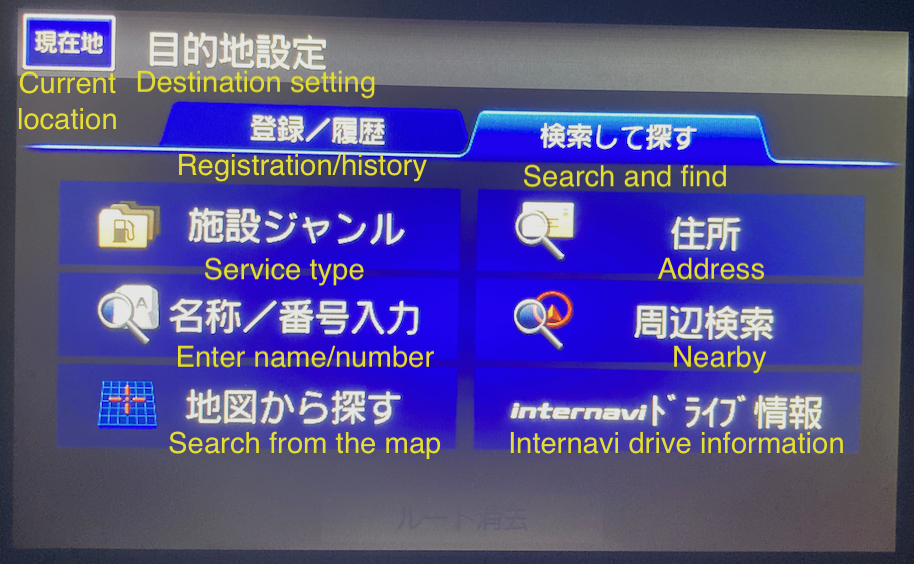 現在地
目的地設定
Current
location
Destination setting
登録／履歴
検索して探す
Registration/history
Search and find
施設ジャンル
住所
Service type
Address
A
名称／番号入力
周辺検索
Enter name/number
Nearby
地図から探す
internaviドライブ情報
Search from the map
Internavi drive information
ルート消去